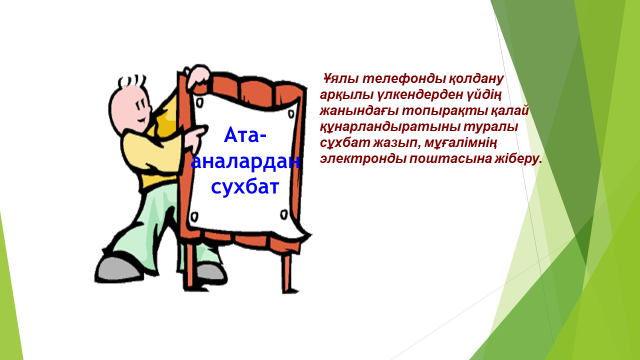 Ата-
аналардан
сухбат
Ұялы телефонды қолдану
арқылы үлкендерден үйдің
жанындағы топырақты қалай
құнарландыратыны туралы
сұхбат жазып, мұғалімнің
электронды поштасына жіберу.